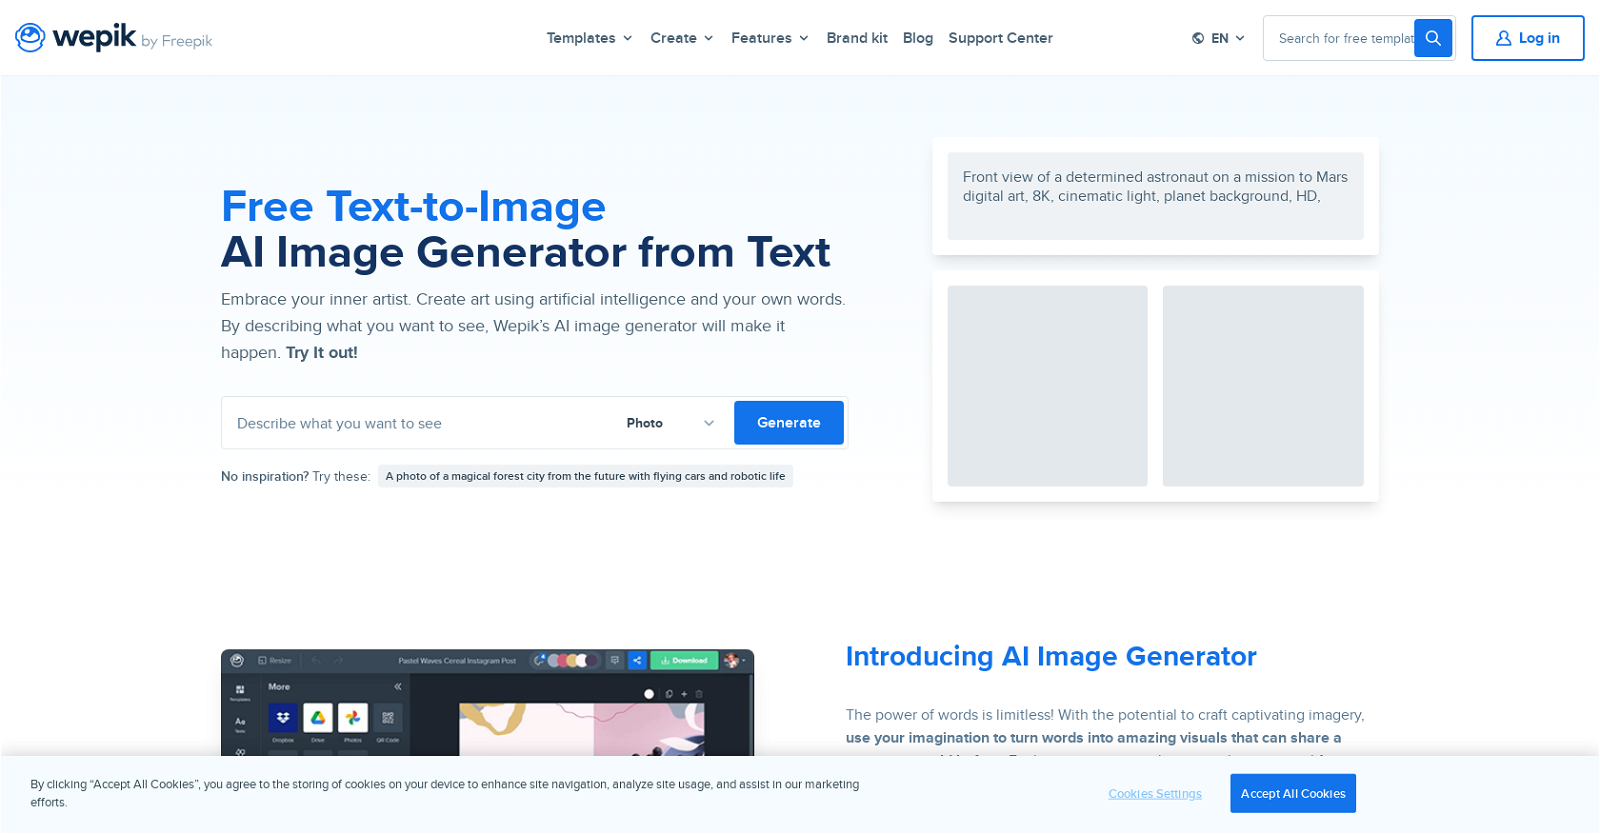 wepik by Freepik
Templates
Create
Features
Brand kit
Blog
Support Center
EN
Search for free templat
Log in
Free Text-to-Image
AI Image Generator from Text
Embrace your inner artist. Create art using artificial intelligence and your own words.
By describing what you want to see, Wepik’s AI image generator will make it
happen. Try It out!
Describe what you want to see
Photo
Generate
No inspiration? Try these:
A photo of a magical forest city from the future with flying cars and robotic life
Front view of a determined astronaut on a mission to Mars
digital art, 8K, cinematic light, planet background, HD,
Resize
Pastel Waves Cereal Instagram Post
4
Download
Templates
More
Dropbox
Drive
Photos
QR Code
Texts
Introducing AI Image Generator
The power of words is limitless! With the potential to craft captivating imagery,
use your imagination to turn words into amazing visuals that can share a
By clicking “Accept All Cookies”, you agree to the storing of cookies on your device to enhance site navigation, analyze site usage, and assist in our marketing
efforts.
Cookies Settings
Accept All Cookies